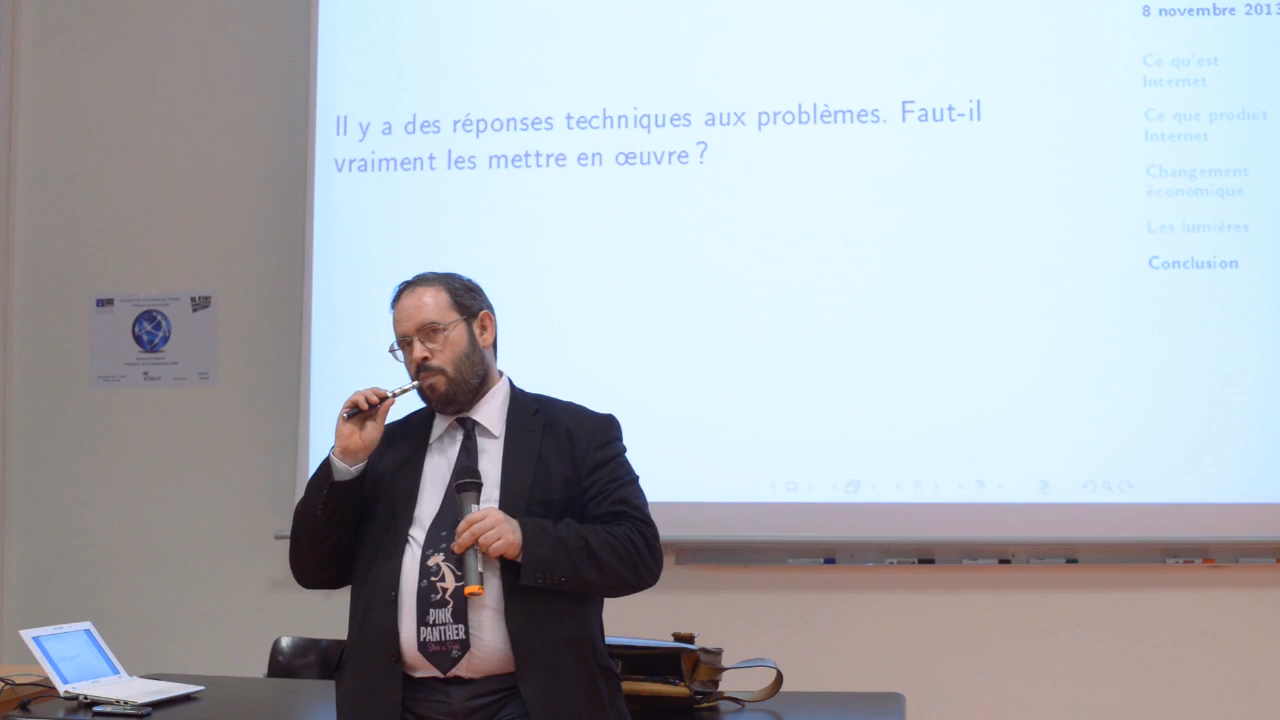 8 novembre 2013
Il y a des réponses techniques aux problèmes. Faut-il
vraiment les mettre en œuvre ?
Ce qu'est
Internet
Ce que produit
Internet
Changement
économique
Les lumières
Conclusion
PINK
PANTHER